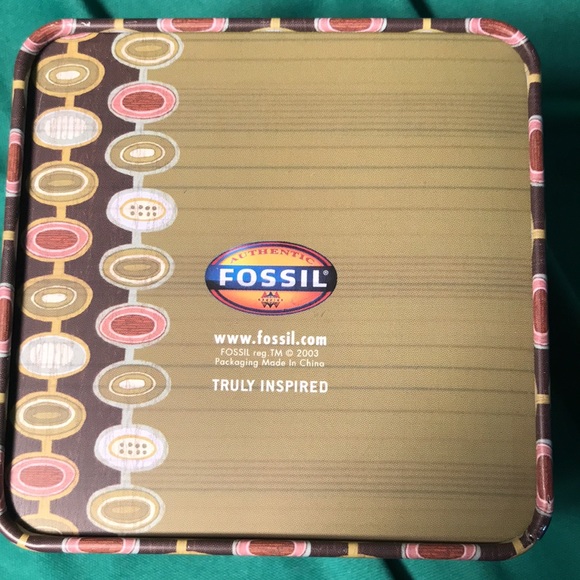 AUTHENTIC
FOSSIL®
www.fossil.com
FOSSIL reg.TM © 2003
Packaging Made In China
TRULY INSPIRED